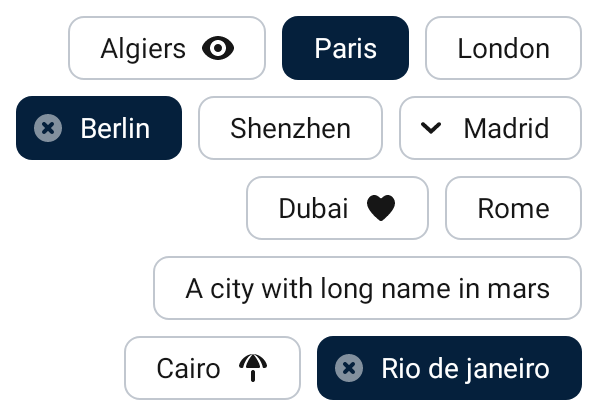 Algiers Paris London
Berlin Shenzhen Madrid
Dubai Rome
A city with long name in mars
Cairo Rio de janeiro